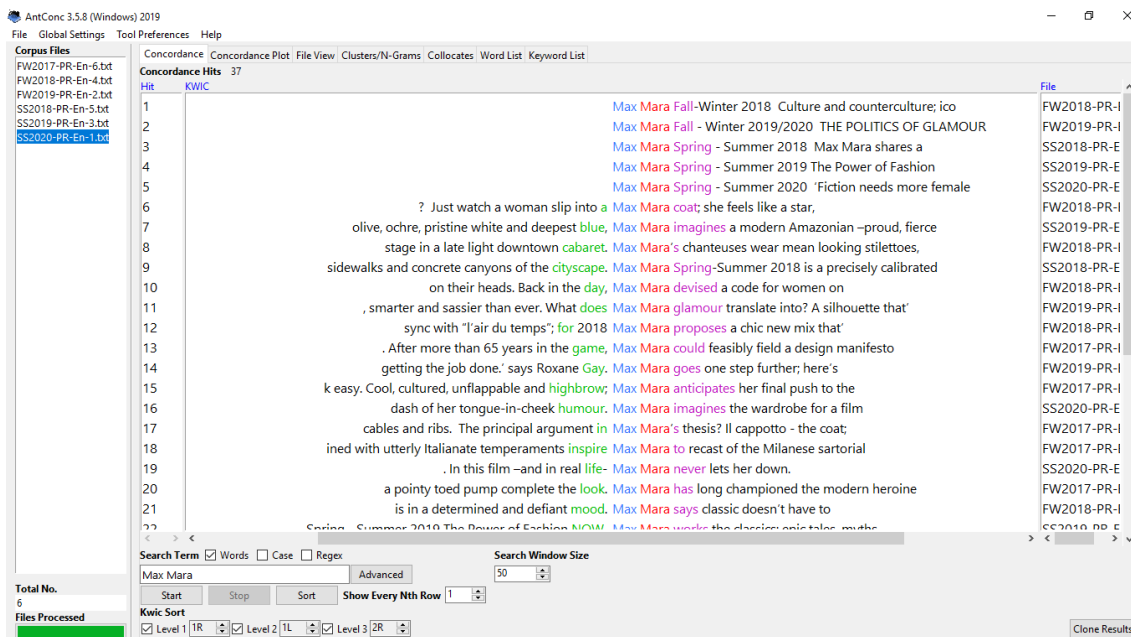 AntConc 3.5.8 (Windows) 2019
File Global Settings Tool Preferences Help
Corpus Files
FW2017-PR-En-6.txt
FW2018-PR-En-4.txt
FW2019-PR-En-2.txt
SS2018-PR-En-5.txt
SS2019-PR-En-3.txt
SS2020-PR-En-1.txt
Concordance Concordance Plot File View Clusters/N-Grams Collocates Word List Keyword List
Concordance Hits 37
Hit KWIC File
1 Max Mara Fall-Winter 2018 Culture and counterculture; ico FW2018-PR-I
2 Max Mara Fall - Winter 2019/2020 THE POLITICS OF GLAMOUR FW2019-PR-I
3 Max Mara Spring - Summer 2018 Max Mara shares a SS2018-PR-E
4 Max Mara Spring - Summer 2019 The Power of Fashion SS2019-PR-E
5 Max Mara Spring - Summer 2020 ‘Fiction needs more female SS2020-PR-E
6 ? Just watch a woman slip into a Max Mara coat; she feels like a star, FW2018-PR-I
7 olive, ochre, pristine white and deepest blue, Max Mara imagines a modern Amazonian –proud, fierce SS2019-PR-E
8 stage in a late light downtown cabaret. Max Mara’s chanteuses wear mean looking stilettoes, FW2018-PR-I
9 sidewalks and concrete canyons of the cityscape. Max Mara Spring-Summer 2018 is a precisely calibrated SS2018-PR-E
10 on their heads. Back in the day, Max Mara devised a code for women on FW2018-PR-I
11 , smarter and sassier than ever. What does Max Mara glamour translate into? A silhouette that’ FW2019-PR-I
12 sync with “l’air du temps”; for 2018 Max Mara proposes a chic new mix that’ FW2018-PR-I
13 . After more than 65 years in the game, Max Mara could feasibly field a design manifesto FW2017-PR-I
14 getting the job done.’ says Roxane Gay. Max Mara goes one step further; here’s FW2019-PR-I
15 k easy. Cool, cultured, unflappable and highbrow; Max Mara anticipates her final push to the FW2017-PR-I
16 dash of her tongue-in-cheek humour. Max Mara imagines the wardrobe for a film SS2020-PR-E
17 cables and ribs. The principal argument in Max Mara’s thesis? Il cappotto - the coat; FW2017-PR-I
18 ined with utterly Italianate temperaments inspire Max Mara to recast of the Milanese sartorial FW2017-PR-I
19 . In this film –and in real life- Max Mara never lets her down. SS2020-PR-E
20 a pointy toed pump complete the look. Max Mara has long championed the modern heroine FW2017-PR-I
21 is in a determined and defiant mood. Max Mara says classic doesn’t have to FW2018-PR-I
22 Spring - Summer 2019 The Power of Fashion NOW, Max Mara works the classics: epic tales, myths SS2019-PR-E
Search Term Words Case Regex Search Window Size
Max Mara Advanced 50
Start Stop Sort Show Every Nth Row 1
Total No.
6
Files Processed
Kwic Sort
Level 1 1R Level 2 1L Level 3 2R Clone Results